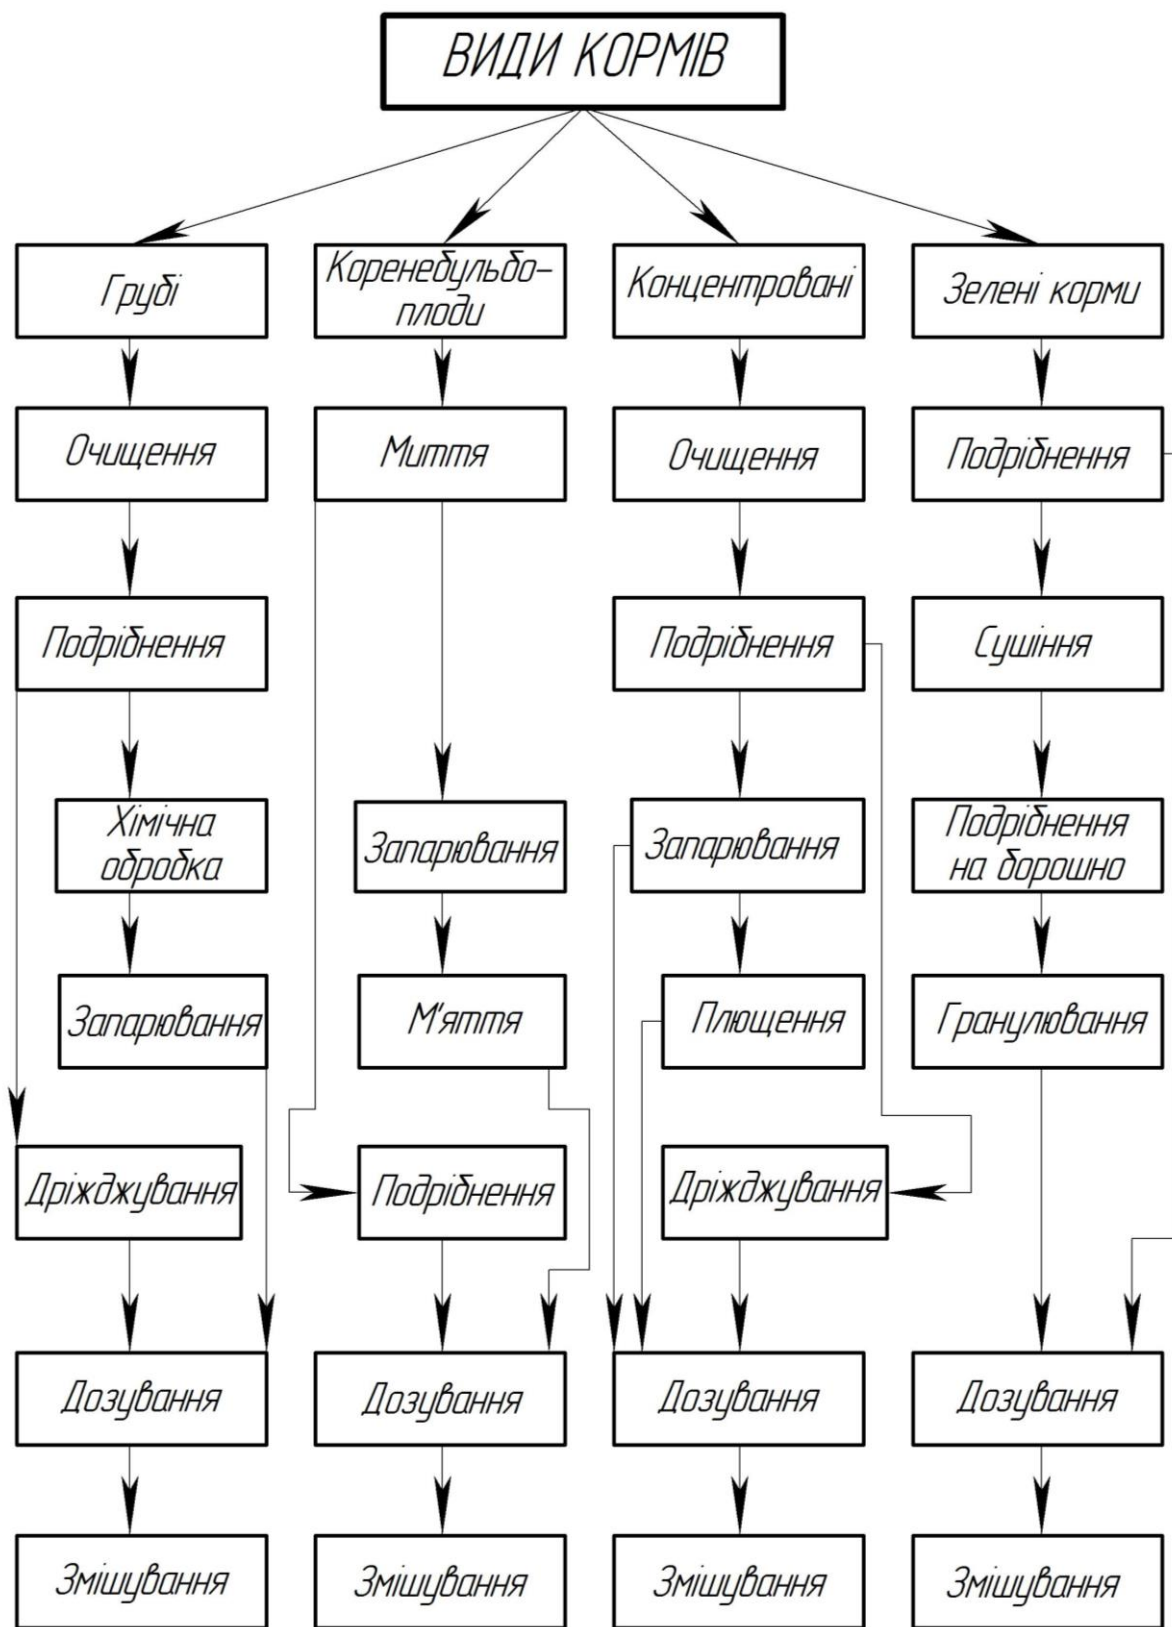 ВИДИ КОРМІВ
Грубі
Коренебульбо-
плоди
Концентровані
Зелені корми
Очищення
Миття
Очищення
Подрібнення
Подрібнення
Подрібнення
Сушіння
Хімічна
обробка
Запарювання
Запарювання
Подрібнення
на борошно
Запарювання
М'яття
Плющення
Гранулювання
Дріжджування
Подрібнення
Дріжджування
Дозування
Дозування
Дозування
Дозування
Змішування
Змішування
Змішування
Змішування